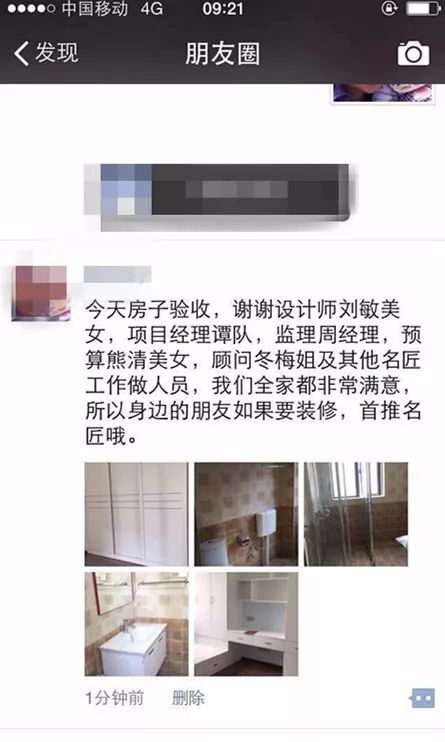 中国移动 4G 09:21
发现 朋友圈
今天房子验收，谢谢设计师刘敏美
女，项目经理谭队，监理周经理，预
算熊清美女，顾问冬梅姐及其他名匠
工作做人员，我们全家都非常满意，
所以身边的朋友如果要装修，首推名
匠哦。
1分钟前 删除